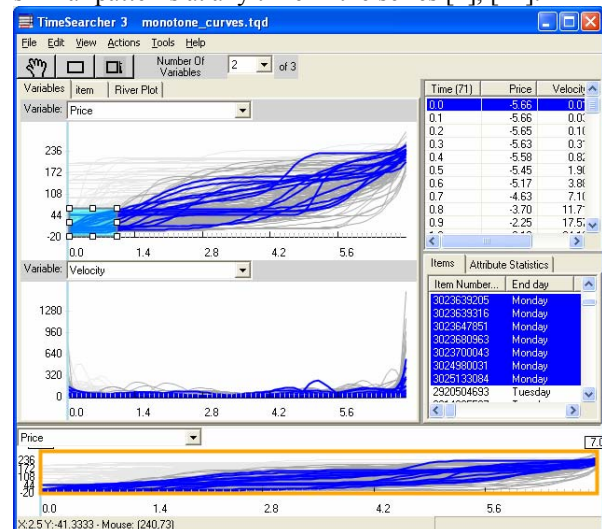 TimeSearcher 3 monotone_curves.tqd
File Edit View Actions Tools Help
Number Of Variables 2 of 3
Variables item River Plot
Variable: Price
236
172
108
44
-20
0.0 1.4 2.8 4.2 5.6
Variable: Velocity
1280
960
640
320
0
0.0 1.4 2.8 4.2 5.6
Time (71) Price Velocity
0.0 -5.66
0.1 -5.66
0.2 -5.65
0.3 -5.63
0.4 -5.58
0.5 -5.45
0.6 -5.17
0.7 -4.63
0.8 -3.70
0.9 -2.25
Items Attribute Statistics
Item Number... End day
3023639205 Monday
3023639316 Monday
3023647851 Monday
3023680963 Monday
3023700043 Monday
3024980031 Monday
3025133084 Monday
2920504693 Tuesday
Price
7.0
236
172
108
44
-20
0.0 1.4 2.8 4.2 5.6
X:2.5 Y:-41.3333 - Mouse: (240,73)